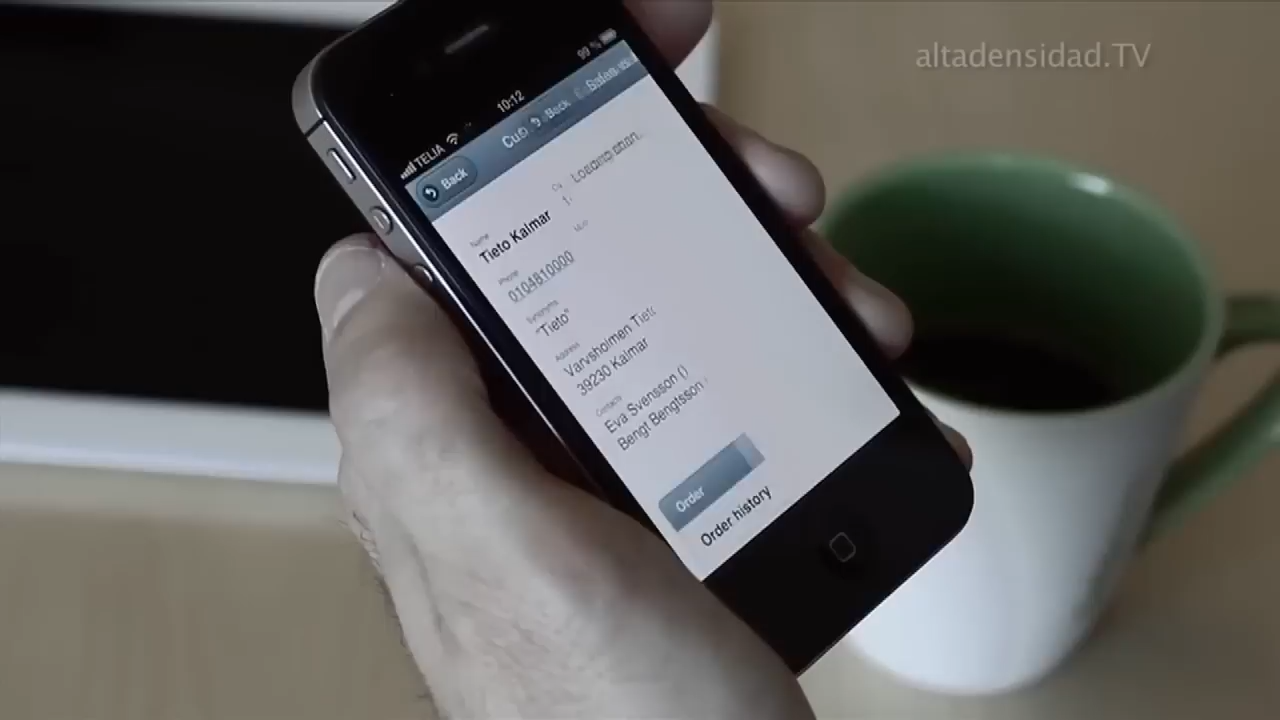 altadensidad.TV
TELIA 10:12 99 %
Back Back
Name
Tieto Kalmar
Phone
0104810000
Synonyms
"Tieto"
Address
Varvsholmen
39230 Kalmar
Contacts
Eva Svensson ()
Bengt Bengtsson
Order
Order history